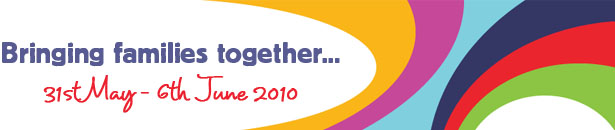 Bringing families together...
31st May - 6th June 2010